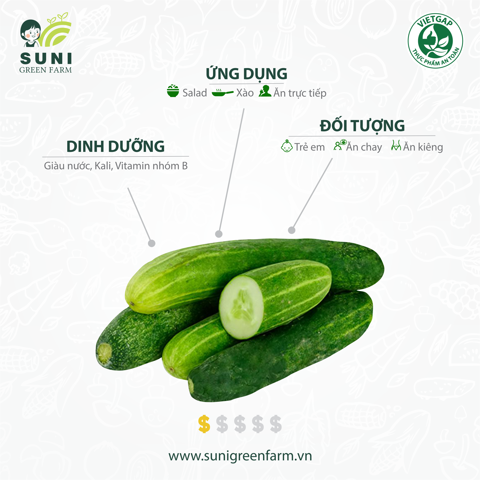 SUNI
GREEN FARM
VIETGAP
THỰC PHẨM AN TOÀN
ỨNG DỤNG
Salad Xào Ăn trực tiếp
ĐỐI TƯỢNG
Trẻ em Ăn chay Ăn kiêng
DINH DƯỠNG
Giàu nước, Kali, Vitamin nhóm B
$ $ $ $ $
www.sunigreenfarm.vn